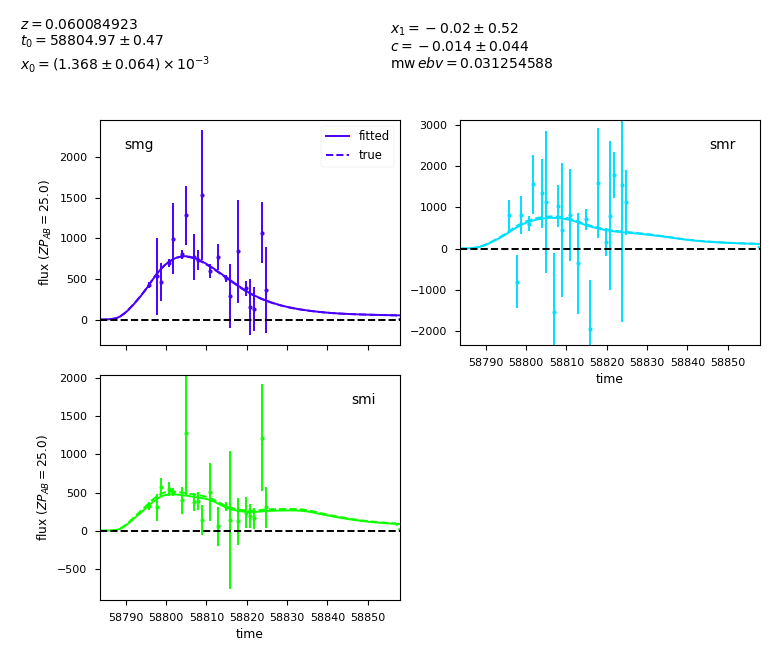 z = 0.060084923
t₀ = 58804.97 ± 0.47
x₀ = (1.368 ± 0.064) × 10⁻³
x₁ = −0.02 ± 0.52
c = −0.014 ± 0.044
mw ebv = 0.031254588
smg
fitted
true
flux (ZP_AB = 25.0)
2000
1500
1000
500
0
smr
3000
2000
1000
0
−1000
−2000
58790 58800 58810 58820 58830 58840 58850
time
smi
flux (ZP_AB = 25.0)
2000
1500
1000
500
0
−500
58790 58800 58810 58820 58830 58840 58850
time